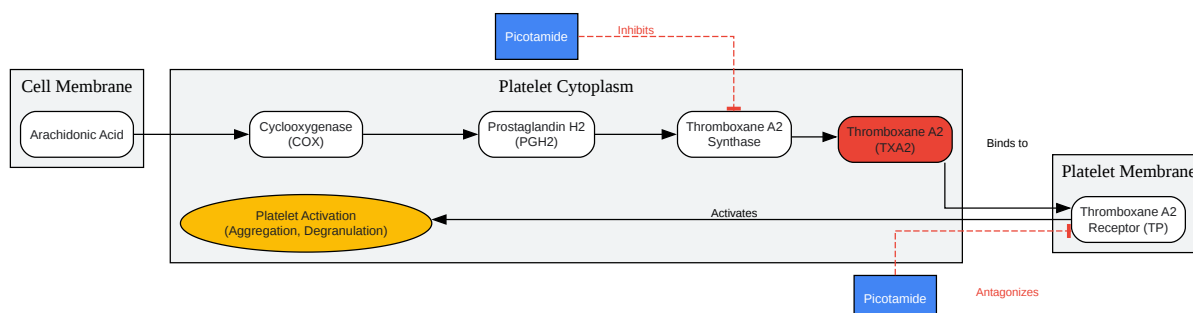 Picotamide
Inhibits
Cell Membrane
Platelet Cytoplasm
Arachidonic Acid
Cyclooxygenase
(COX)
Prostaglandin H2
(PGH2)
Thromboxane A2
Synthase
Thromboxane A2
(TXA2)
Binds to
Platelet Membrane
Platelet Activation
(Aggregation, Degranulation)
Activates
Thromboxane A2
Receptor (TP)
Picotamide
Antagonizes